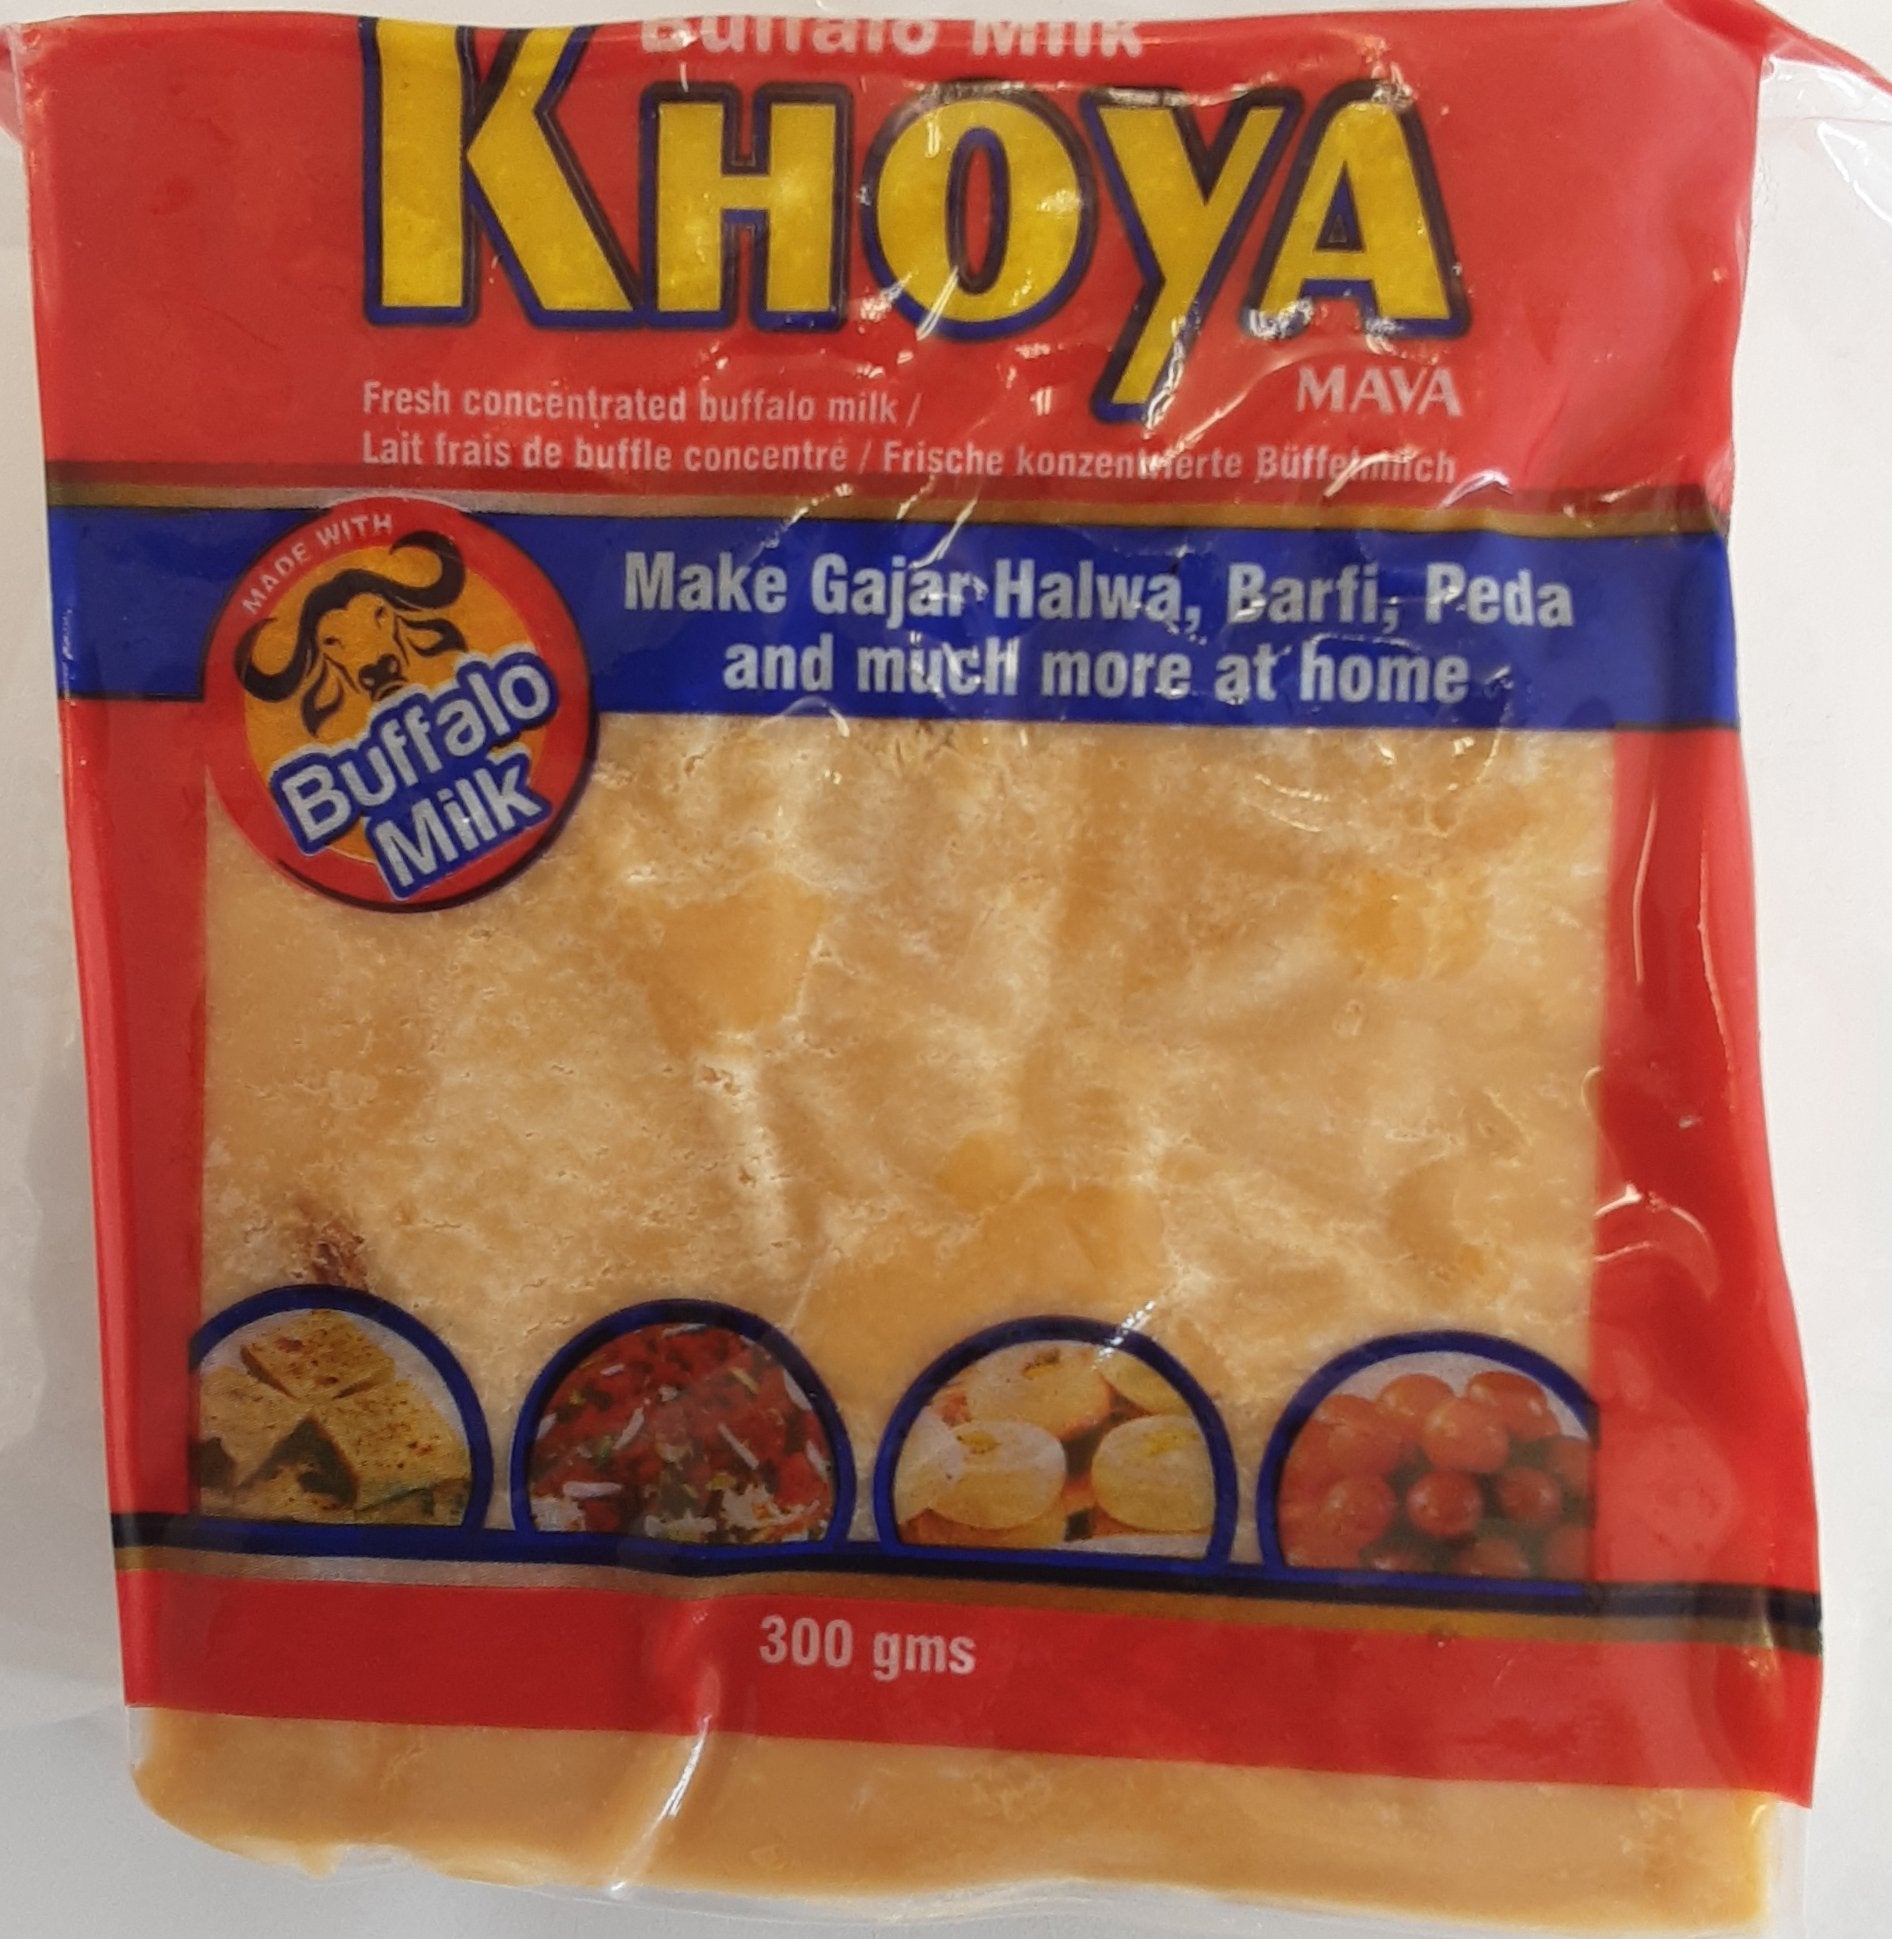 Buffalo Milk
KHOYA
MAVA
Fresh concentrated buffalo milk /
Lait frais de buffle concentré / Frische konzentrierte Büffelmilch
MADE WITH
Buffalo
Milk
Make Gajar Halwa, Barfi, Peda
and much more at home
300 gms